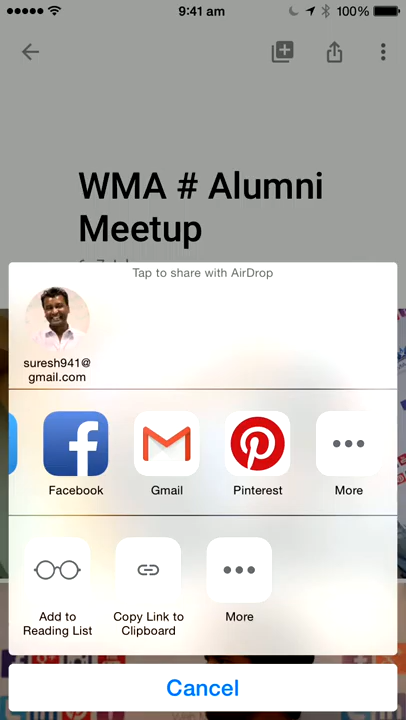 9:41 am
100%
WMA # Alumni
Meetup
Tap to share with AirDrop
suresh941@
gmail.com
Facebook
Gmail
Pinterest
More
Add to
Reading List
Copy Link to
Clipboard
More
Cancel